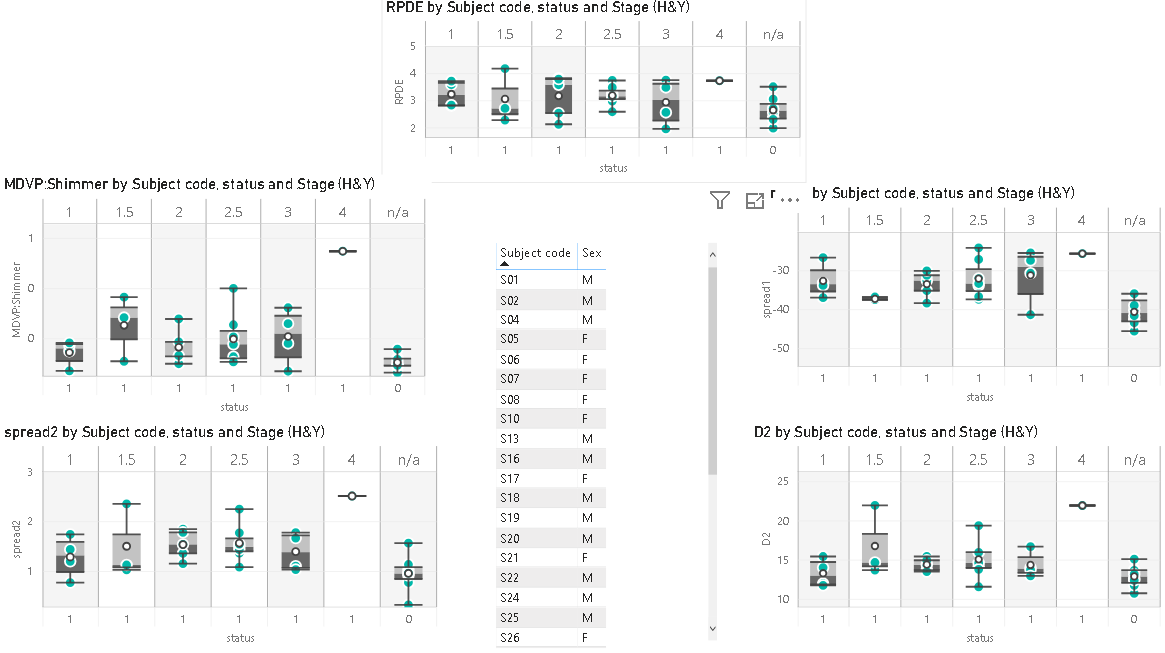 RPDE by Subject code, status and Stage (H&Y)
1 1.5 2 2.5 3 4 n/a
5
4
3
2
RPDE
1 1 1 1 1 1 0
status
MDVP:Shimmer by Subject code, status and Stage (H&Y)
1 1.5 2 2.5 3 4 n/a
1
0
0
MDVP:Shimmer
1 1 1 1 1 1 0
status
spread2 by Subject code, status and Stage (H&Y)
1 1.5 2 2.5 3 4 n/a
3
2
1
spread2
1 1 1 1 1 1 0
status
Subject code Sex
S01 M
S02 M
S04 M
S05 F
S06 F
S07 F
S08 F
S10 F
S13 M
S16 M
S17 F
S18 M
S19 M
S20 M
S21 F
S22 M
S24 M
S25 M
S26 F
r by Subject code, status and Stage (H&Y)
1 1.5 2 2.5 3 4 n/a
-30
-40
-50
spread1
1 1 1 1 1 1 0
status
D2 by Subject code, status and Stage (H&Y)
1 1.5 2 2.5 3 4 n/a
25
20
15
10
D2
1 1 1 1 1 1 0
status